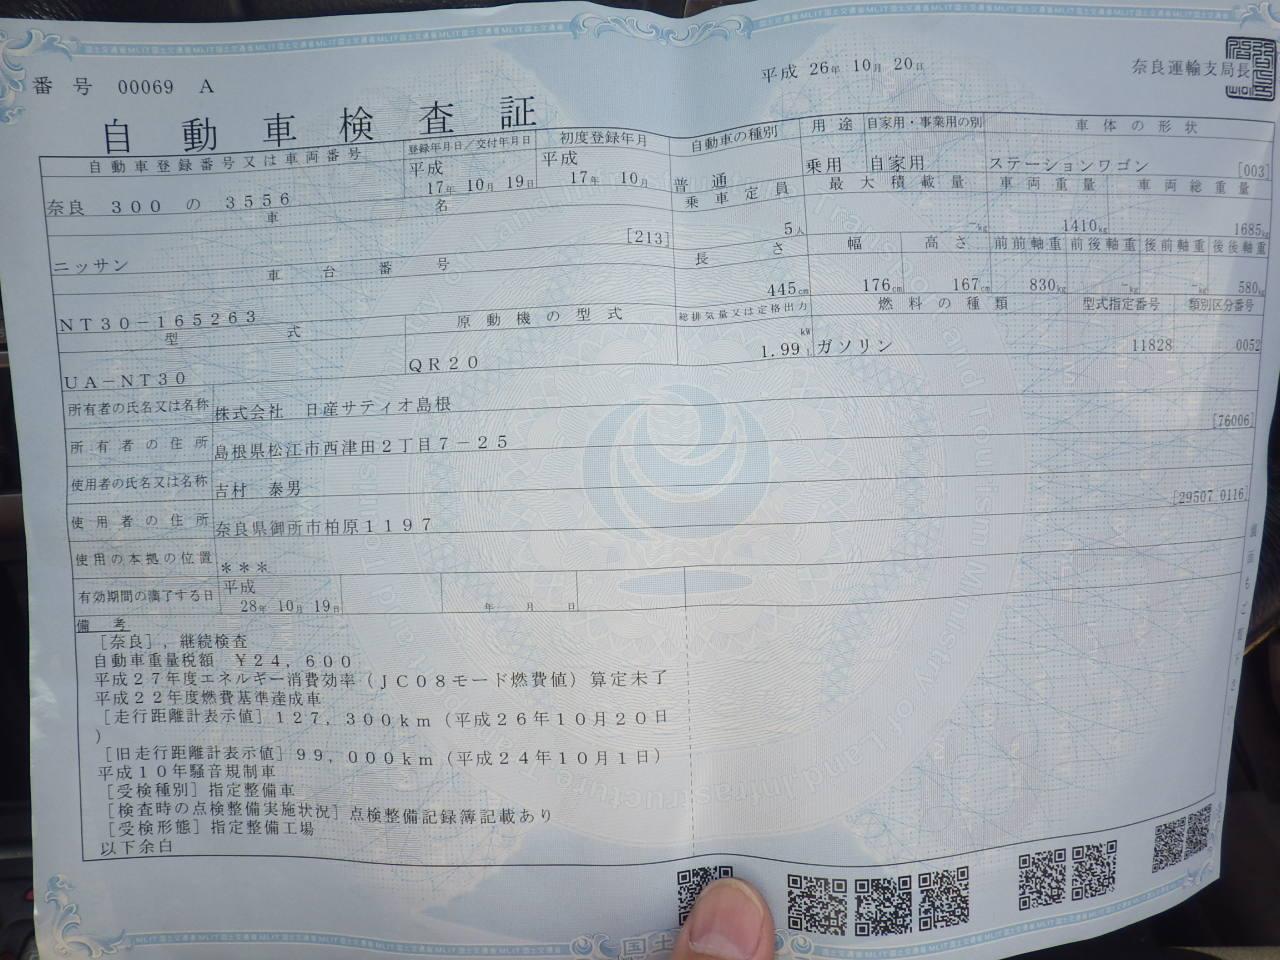 番号 00069 A
平成 26年 10月 20日
奈良運輸支局長
自動車検査証
自動車登録番号又は車両番号 登録年月日/交付年月日 初度登録年月 自動車の種別 用途 自家用・事業用の別 車体の形状
奈良 300 の 3556 平成 17年 10月 19日 平成 17年 10月 普通 乗用 自家用 ステーションワゴン [003]
車名 乗車定員 最大積載量 車両重量 車両総重量
ニッサン [213] 5人 -kg 1410kg 1685kg
車台番号 長さ 幅 高さ 前前軸重 前後軸重 後前軸重 後後軸重
NT30-165263 445cm 176cm 167cm 830kg -kg -kg 580kg
型式 原動機の型式 総排気量又は定格出力 燃料の種類 型式指定番号 類別区分番号
UA-NT30 QR20 kW 1.99 L ガソリン 11828 0052
所有者の氏名又は名称 株式会社 日産サティオ島根
所有者の住所 島根県松江市西津田2丁目7-25 [76006]
使用者の氏名又は名称 吉村 泰男
使用者の住所 奈良県御所市柏原1197 [29507 0116]
使用の本拠の位置 ***
有効期間の満了する日 平成 28年 10月 19日 年 月 日
備考
[奈良],継続検査
自動車重量税額 ¥24,600
平成27年度エネルギー消費効率(JC08モード燃費値)算定未了
平成22年度燃費基準達成車
[走行距離計表示値]127,300km(平成26年10月20日
)
[旧走行距離計表示値]99,000km(平成24年10月1日)
平成10年騒音規制車
[受検種別]指定整備車
[検査時の点検整備実施状況]点検整備記録簿記載あり
[受検形態]指定整備工場
以下余白